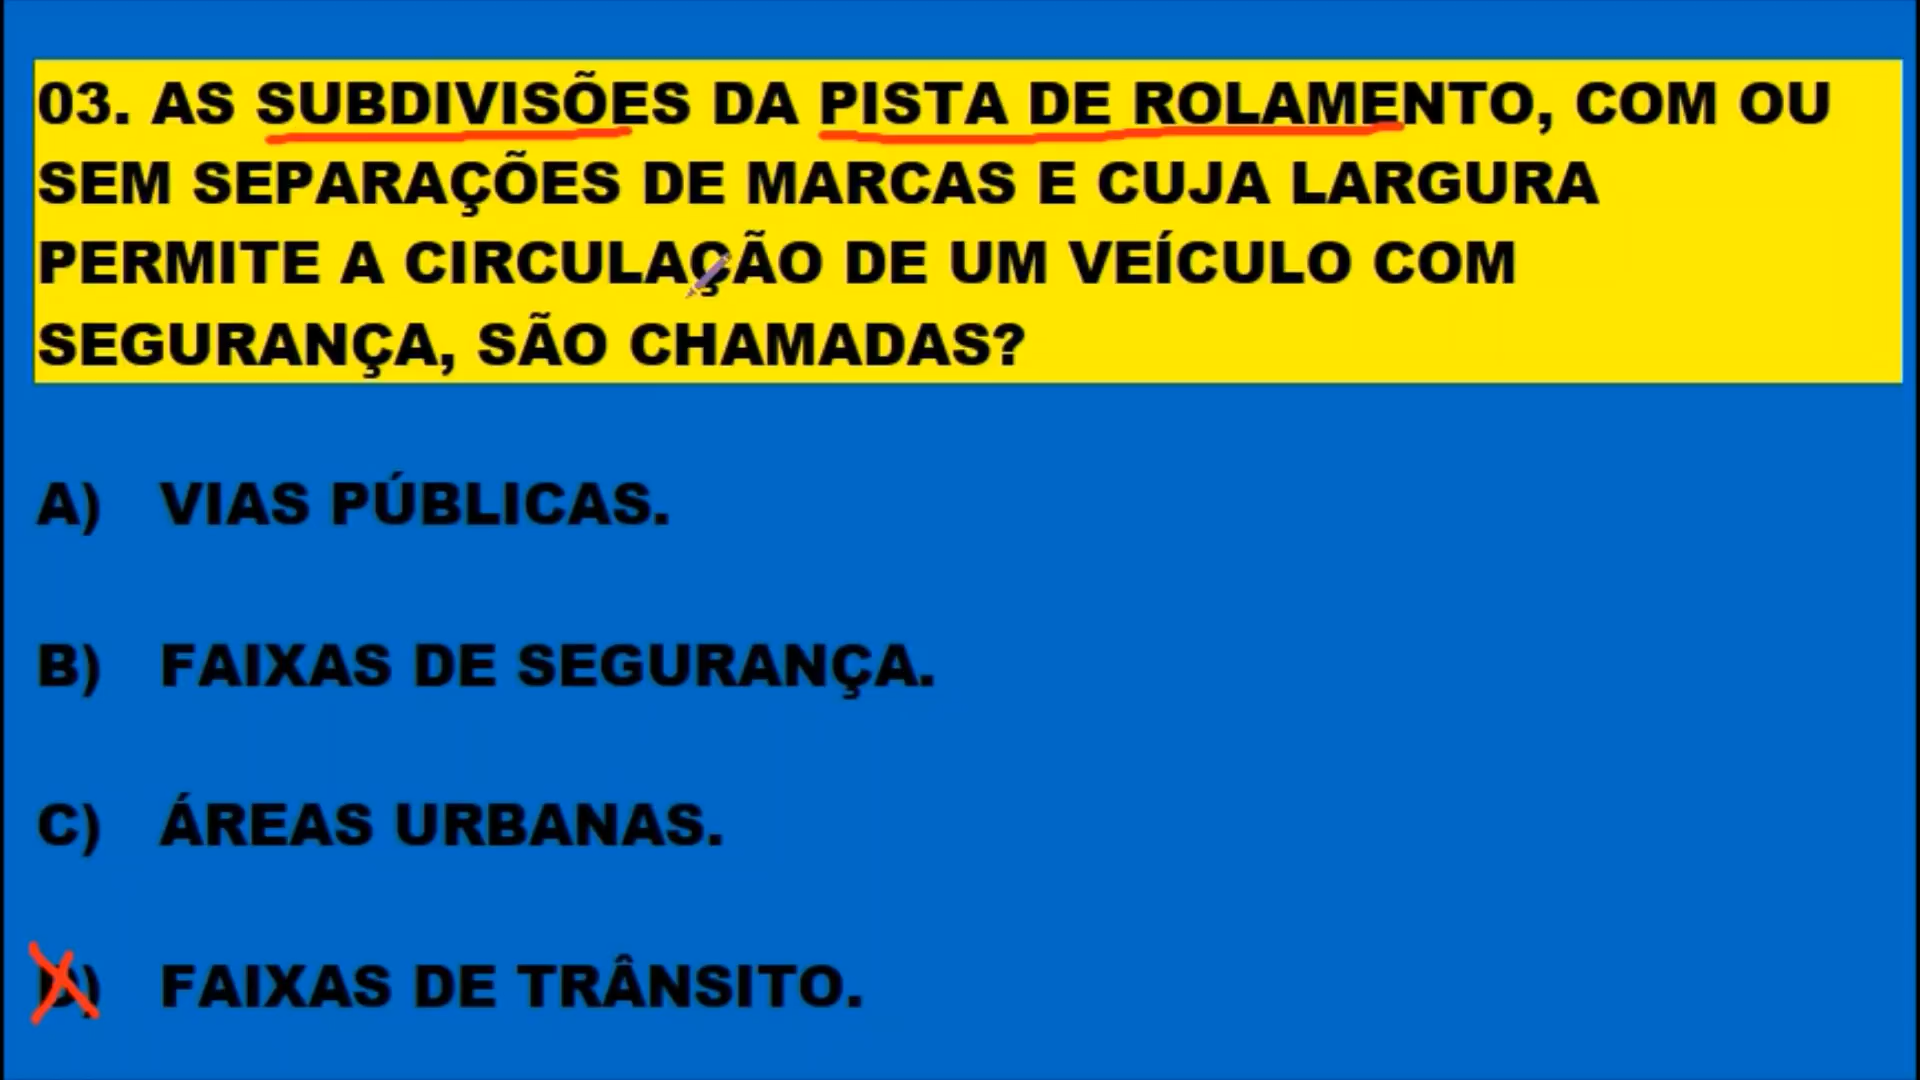 03. AS SUBDIVISÕES DA PISTA DE ROLAMENTO, COM OU
SEM SEPARAÇÕES DE MARCAS E CUJA LARGURA
PERMITE A CIRCULAÇÃO DE UM VEÍCULO COM
SEGURANÇA, SÃO CHAMADAS?
A) VIAS PÚBLICAS.
B) FAIXAS DE SEGURANÇA.
C) ÁREAS URBANAS.
D) FAIXAS DE TRÂNSITO.